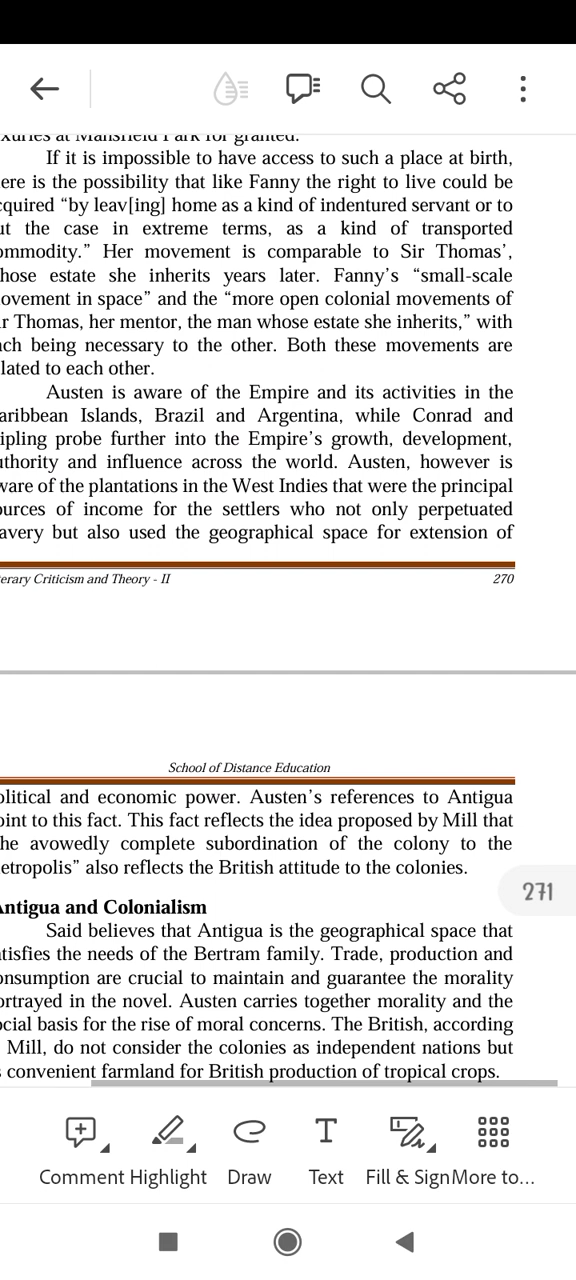 If it is impossible to have access to such a place at birth,
ere is the possibility that like Fanny the right to live could be
cquired “by leav[ing] home as a kind of indentured servant or to
ut the case in extreme terms, as a kind of transported
ommodity.” Her movement is comparable to Sir Thomas’,
hose estate she inherits years later. Fanny’s “small-scale
ovement in space” and the “more open colonial movements of
r Thomas, her mentor, the man whose estate she inherits,” with
ch being necessary to the other. Both these movements are
lated to each other.
Austen is aware of the Empire and its activities in the
aribbean Islands, Brazil and Argentina, while Conrad and
ipling probe further into the Empire’s growth, development,
uthority and influence across the world. Austen, however is
ware of the plantations in the West Indies that were the principal
ources of income for the settlers who not only perpetuated
avery but also used the geographical space for extension of
erary Criticism and Theory - II 270
School of Distance Education
olitical and economic power. Austen’s references to Antigua
oint to this fact. This fact reflects the idea proposed by Mill that
he avowedly complete subordination of the colony to the
etropolis” also reflects the British attitude to the colonies.
271
Antigua and Colonialism
Said believes that Antigua is the geographical space that
tisfies the needs of the Bertram family. Trade, production and
onsumption are crucial to maintain and guarantee the morality
ortrayed in the novel. Austen carries together morality and the
ocial basis for the rise of moral concerns. The British, according
Mill, do not consider the colonies as independent nations but
s convenient farmland for British production of tropical crops.
Comment Highlight Draw Text Fill & Sign More to...